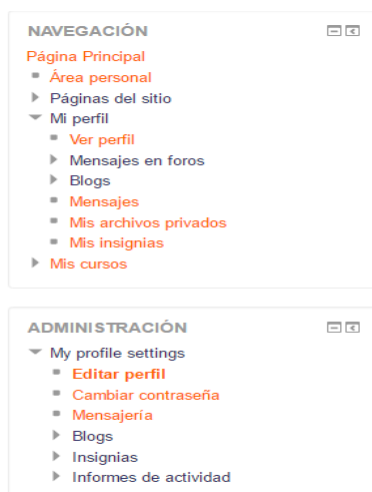 NAVEGACIÓN
Página Principal
Área personal
Páginas del sitio
Mi perfil
Ver perfil
Mensajes en foros
Blogs
Mensajes
Mis archivos privados
Mis insignias
Mis cursos
ADMINISTRACIÓN
My profile settings
Editar perfil
Cambiar contraseña
Mensajería
Blogs
Insignias
Informes de actividad